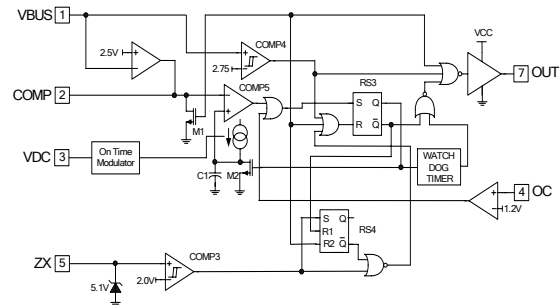 VBUS 1
2.5V
COMP4
2.75
VCC
7 OUT
COMP 2
COMP5
RS3
S Q
R Q̅
M1
VDC 3
On Time
Modulator
C1
M2
WATCH
DOG
TIMER
4 OC
1.2V
RS4
S Q
R1
R2 Q̅
ZX 5
COMP3
5.1V
2.0V